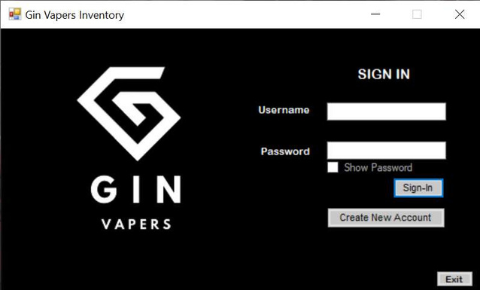 Gin Vapers Inventory
SIGN IN
Username
Password
Show Password
Sign-In
Create New Account
GIN
VAPERS
Exit